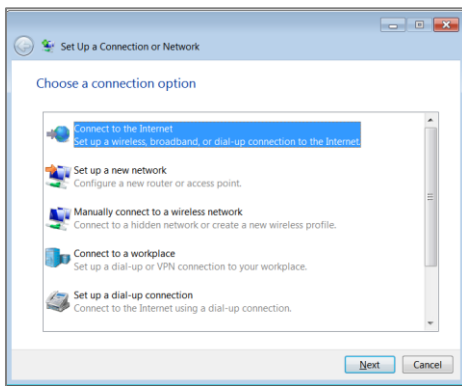 Set Up a Connection or Network
Choose a connection option
Connect to the Internet
Set up a wireless, broadband, or dial-up connection to the Internet.
Set up a new network
Configure a new router or access point.
Manually connect to a wireless network
Connect to a hidden network or create a new wireless profile.
Connect to a workplace
Set up a dial-up or VPN connection to your workplace.
Set up a dial-up connection
Connect to the Internet using a dial-up connection.
Next Cancel